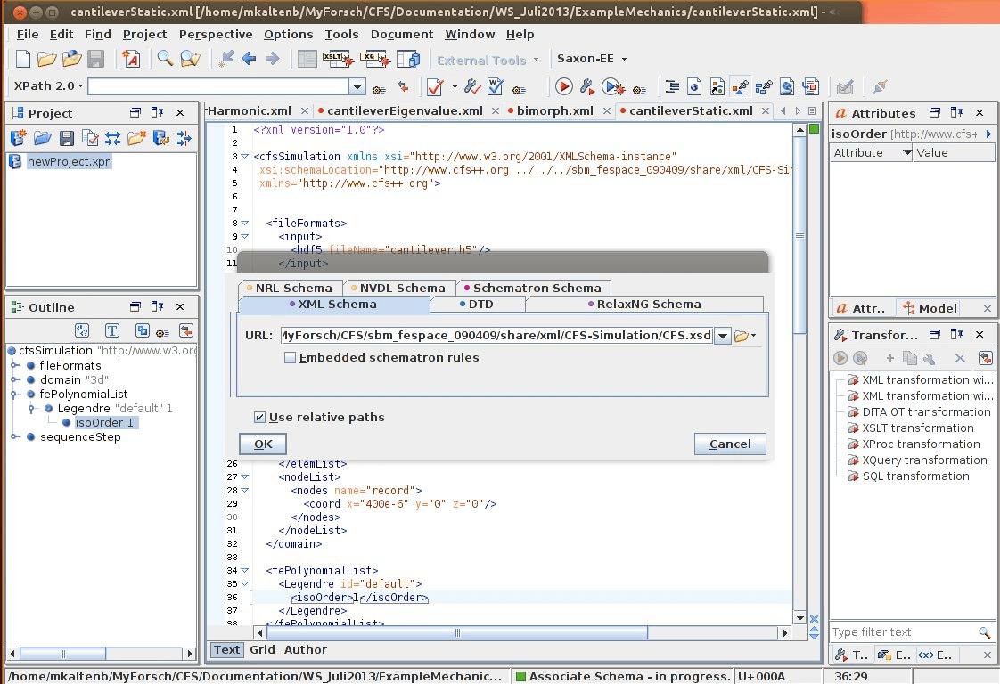 cantileverStatic.xml [/home/mkaltenb/MyForsch/CFS/Documentation/WS_Juli2013/ExampleMechanics/cantileverStatic.xml] - <
File Edit Find Project Perspective Options Tools Document Window Help
XSLT XQ External Tools Saxon-EE
XPath 2.0
Project
newProject.xpr
Outline
cfsSimulation "http://www.w3.org
fileFormats
domain "3d"
fePolynomialList
Legendre "default" 1
isoOrder 1
sequenceStep
Harmonic.xml cantileverEigenvalue.xml bimorph.xml cantileverStatic.xml
1 <?xml version="1.0"?>
2
3 <cfsSimulation xmlns:xsi="http://www.w3.org/2001/XMLSchema-instance"
4 xsi:schemaLocation="http://www.cfs++.org ../../../sbm_fespace_090409/share/xml/CFS-Sim
5 xmlns="http://www.cfs++.org">
6
7
8 <fileFormats>
9 <input>
10 <hdf5 fileName="cantilever.h5"/>
11 </input>
NRL Schema NVDL Schema Schematron Schema
XML Schema DTD RelaxNG Schema
URL: MyForsch/CFS/sbm_fespace_090409/share/xml/CFS-Simulation/CFS.xsd
Embedded schematron rules
Use relative paths
OK Cancel
26 </elemList>
27 <nodeList>
28 <nodes name="record">
29 <coord x="400e-6" y="0" z="0"/>
30 </nodes>
31 </nodeList>
32 </domain>
33
34 <fePolynomialList>
35 <Legendre id="default">
36 <isoOrder>1</isoOrder>
37 </Legendre>
38 </fePolynomialList>
Text Grid Author
Attributes
isoOrder [http://www.cfs+
Attribute Value
Attr.. Model
Transfor...
XML transformation wi...
XML transformation wi...
DITA OT transformation
XSLT transformation
XProc transformation
XQuery transformation
SQL transformation
Type filter text
T.. E.. E..
/home/mkaltenb/MyForsch/CFS/Documentation/WS_Juli2013/ExampleMechanic... Associate Schema - in progress. U+000A 36:29